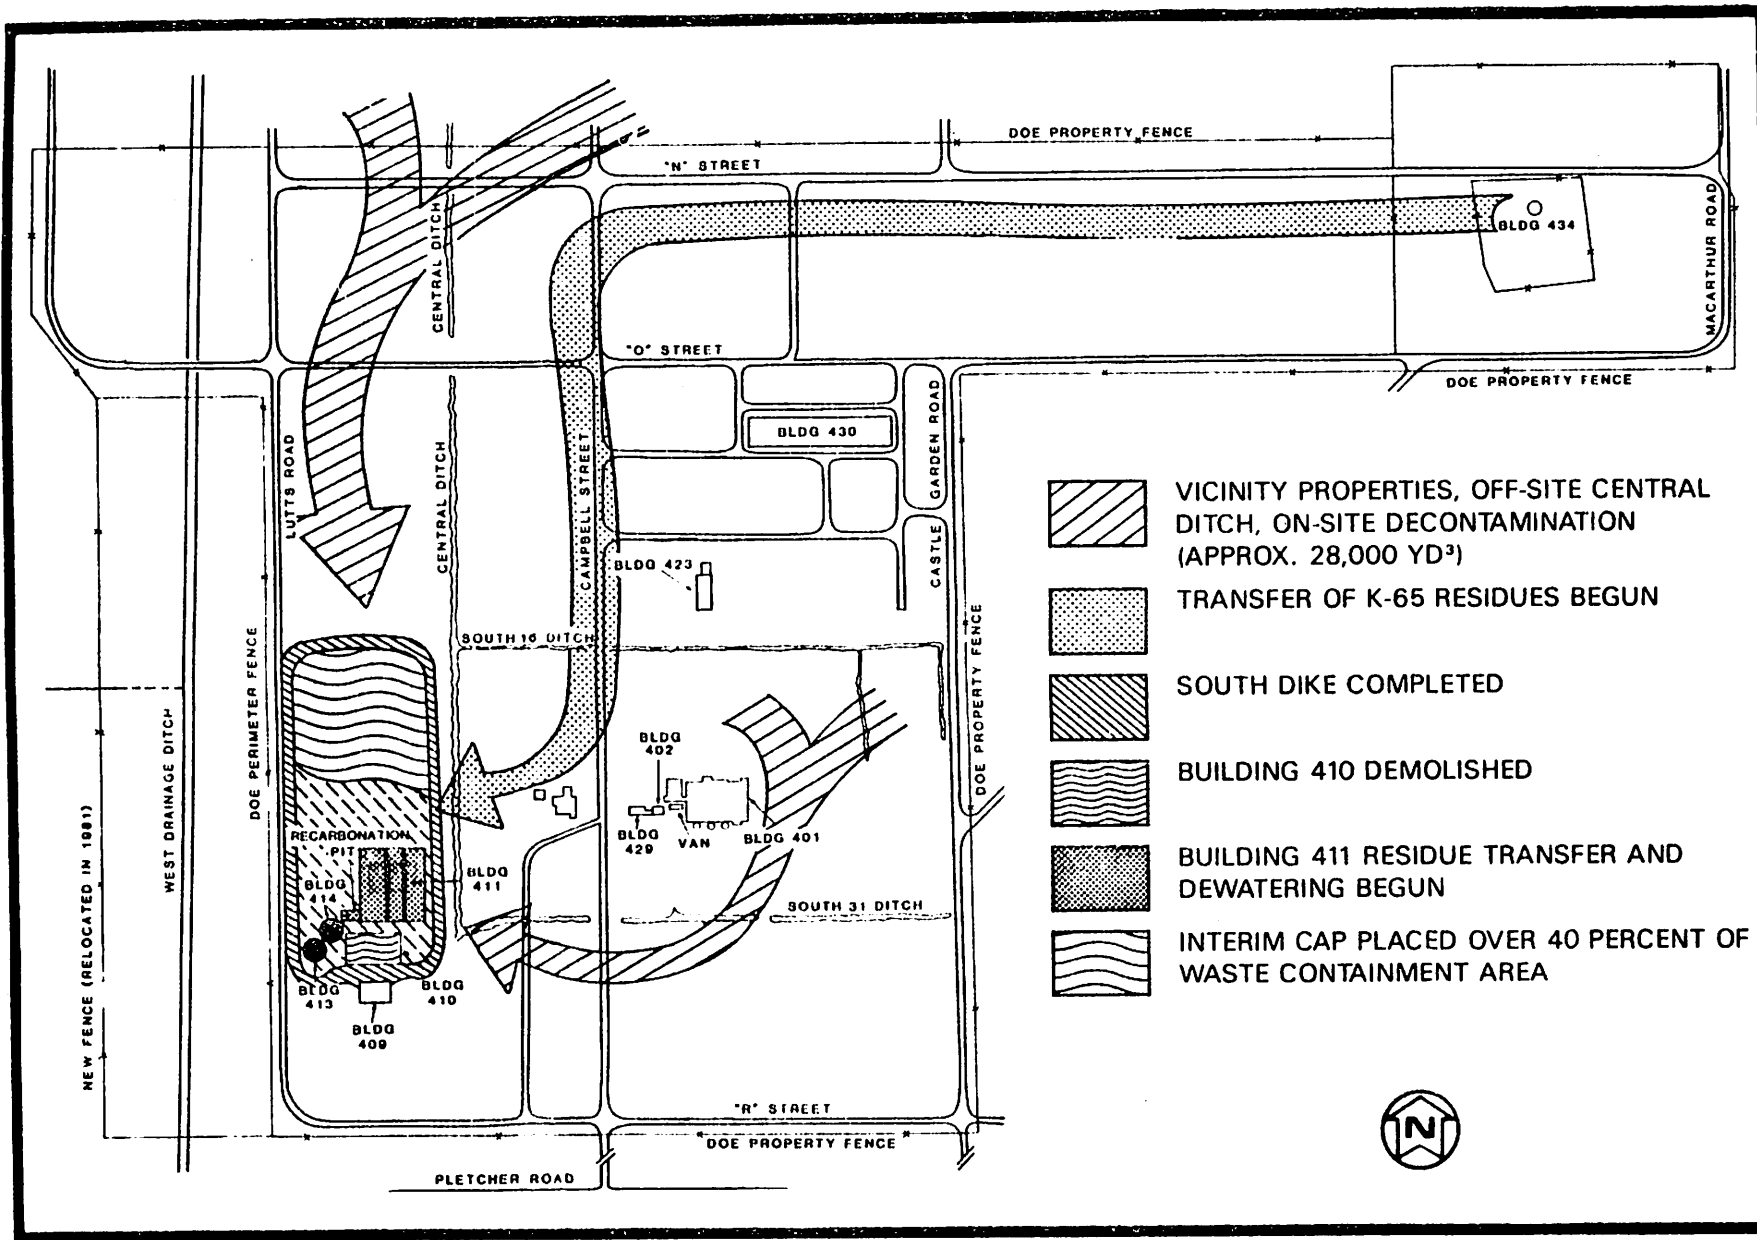 DOE PROPERTY FENCE
"N" STREET
BLDG 434
MACARTHUR ROAD
CENTRAL DITCH
"O" STREET
DOE PROPERTY FENCE
BLDG 430
CASTLE GARDEN ROAD
LUTTS ROAD
CENTRAL DITCH
CAMPBELL STREET
BLDG 423
SOUTH 16 DITCH
DOE PERIMETER FENCE
DOE PROPERTY FENCE
WEST DRAINAGE DITCH
NEW FENCE (RELOCATED IN 1981)
BLDG
402
BLDG
429
VAN
BLDG 401
RECARBONATION
PIT
BLDG
414
BLDG
411
SOUTH 31 DITCH
BLDG
413
BLDG
410
BLDG
409
"R" STREET
DOE PROPERTY FENCE
PLETCHER ROAD
VICINITY PROPERTIES, OFF-SITE CENTRAL
DITCH, ON-SITE DECONTAMINATION
(APPROX. 28,000 YD³)
TRANSFER OF K-65 RESIDUES BEGUN
SOUTH DIKE COMPLETED
BUILDING 410 DEMOLISHED
BUILDING 411 RESIDUE TRANSFER AND
DEWATERING BEGUN
INTERIM CAP PLACED OVER 40 PERCENT OF
WASTE CONTAINMENT AREA
N